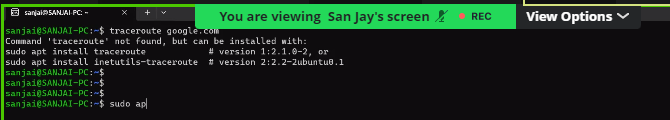 sanjai@SANJAI-PC: ~
You are viewing San Jay's screen
REC
View Options
sanjai@SANJAI-PC:~$ traceroute google.com
Command 'traceroute' not found, but can be installed with:
sudo apt install traceroute # version 1:2.1.0-2, or
sudo apt install inetutils-traceroute # version 2:2.2-2ubuntu0.1
sanjai@SANJAI-PC:~$
sanjai@SANJAI-PC:~$
sanjai@SANJAI-PC:~$
sanjai@SANJAI-PC:~$ sudo ap